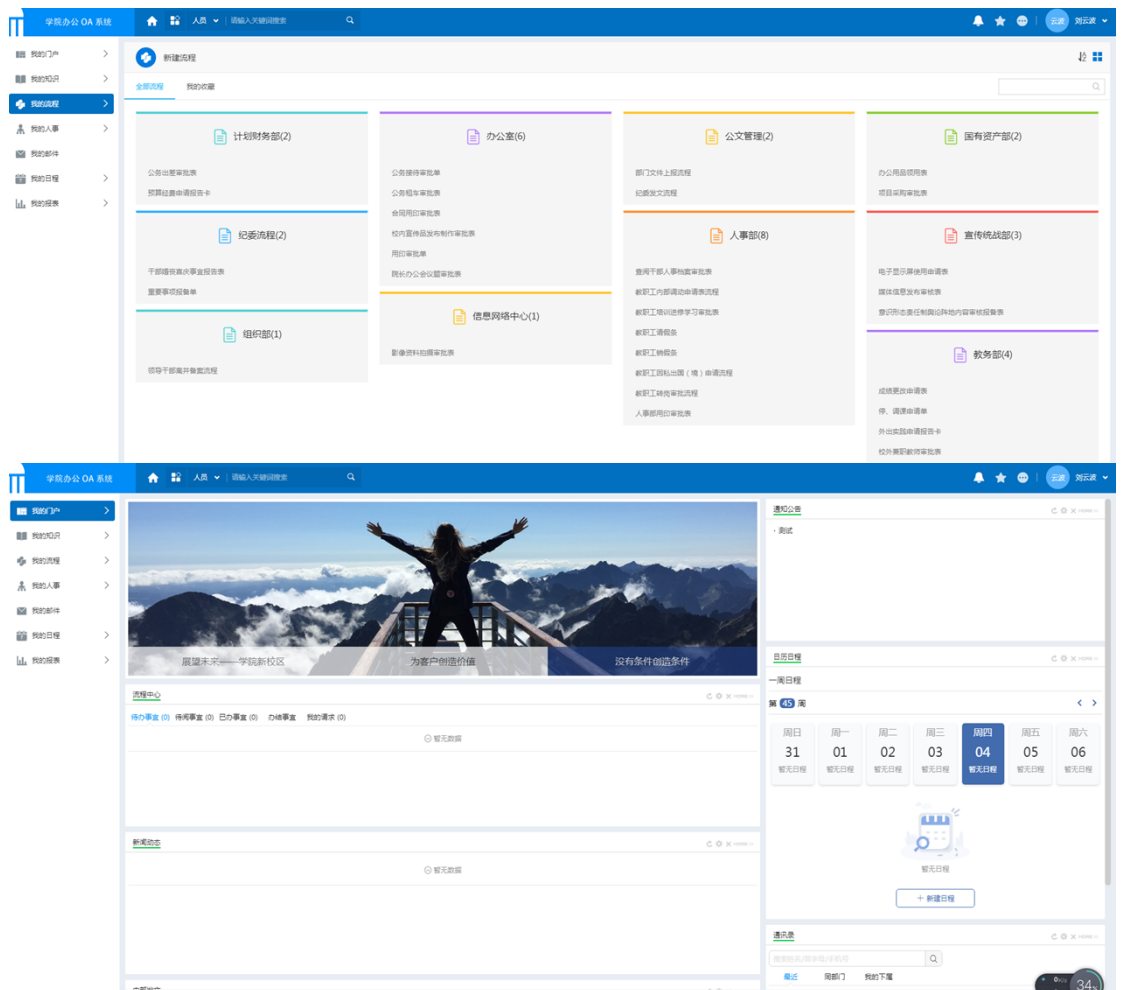 学院办公 OA 系统
人员
请输入关键词搜索
云波
刘云波
我的门户
我的知识
我的流程
我的人事
我的邮件
我的日程
我的报表
新建流程
全部流程
我的收藏
计划财务部(2)
公务出差审批表
预算经费申请报告卡
纪委流程(2)
干部婚丧喜庆事宜报告表
重要事项报备单
组织部(1)
领导干部离并备案流程
办公室(6)
公务接待审批单
公务租车审批表
合同用印审批表
校内宣传品发布制作审批表
用印审批单
院长办公会议题审批表
信息网络中心(1)
影像资料拍摄审批表
公文管理(2)
部门文件上报流程
纪委发文流程
人事部(8)
查阅干部人事档案审批表
教职工内部调动申请表流程
教职工培训进修学习审批表
教职工请假条
教职工销假条
教职工因私出国（境）申请流程
教职工转岗审批流程
人事部用印审批表
国有资产部(2)
办公用品领用表
项目采购审批表
宣传统战部(3)
电子显示屏使用申请表
媒体信息发布审核表
意识形态责任制舆论阵地内容审核报备表
教务部(4)
成绩更改申请表
停、调课申请单
外出实践申请报告卡
校外兼职教师审批表
学院办公 OA 系统
人员
请输入关键词搜索
云波
刘云波
我的门户
我的知识
我的流程
我的人事
我的邮件
我的日程
我的报表
展望未来——学院新校区
为客户创造价值
没有条件创造条件
流程中心
MORE>>
待办事宜 (0) 待阅事宜 (0) 已办事宜 (0) 办结事宜 我的请求 (0)
暂无数据
新闻动态
MORE>>
暂无数据
通知公告
MORE>>
· 测试
日历日程
MORE>>
一周日程
第 45 周
周日 周一 周二 周三 周四 周五 周六
31 01 02 03 04 05 06
暂无日程 暂无日程 暂无日程 暂无日程 暂无日程 暂无日程 暂无日程
暂无日程
+ 新建日程
通讯录
MORE>>
搜索姓名/首字母/手机号
最近 同部门 我的下属
34